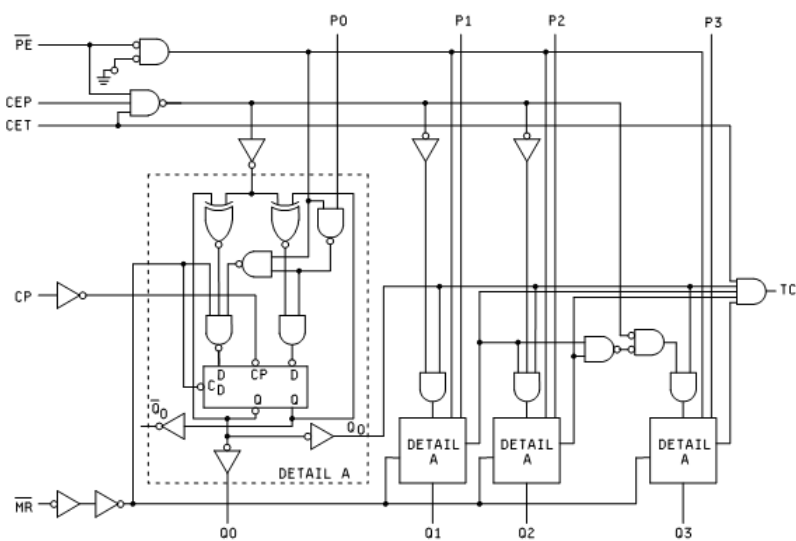 P0 P1 P2 P3
PE
CEP
CET
TC
CP
D CP D
C D
Q Q
Q0
Q0
DETAIL A
DETAIL
A
DETAIL
A
DETAIL
A
MR
Q0 Q1 Q2 Q3